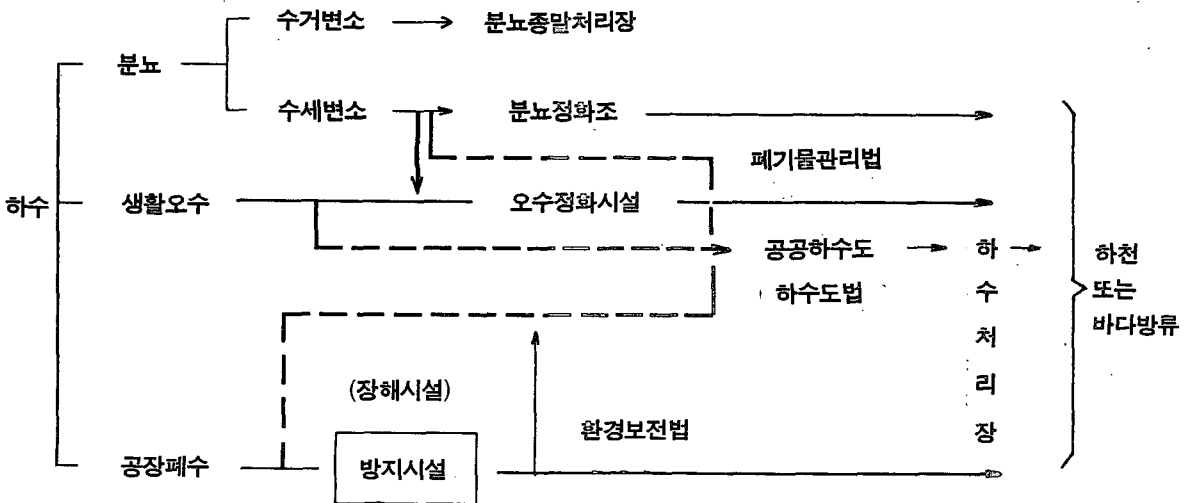 수거변소 분뇨종말처리장
분뇨
수세변소 분뇨정화조
폐기물관리법
하수 생활오수 오수정화시설
공공하수도 하수처리장 하천
하수도법 또는
바다방류
(장해시설)
환경보전법
공장폐수 방지시설